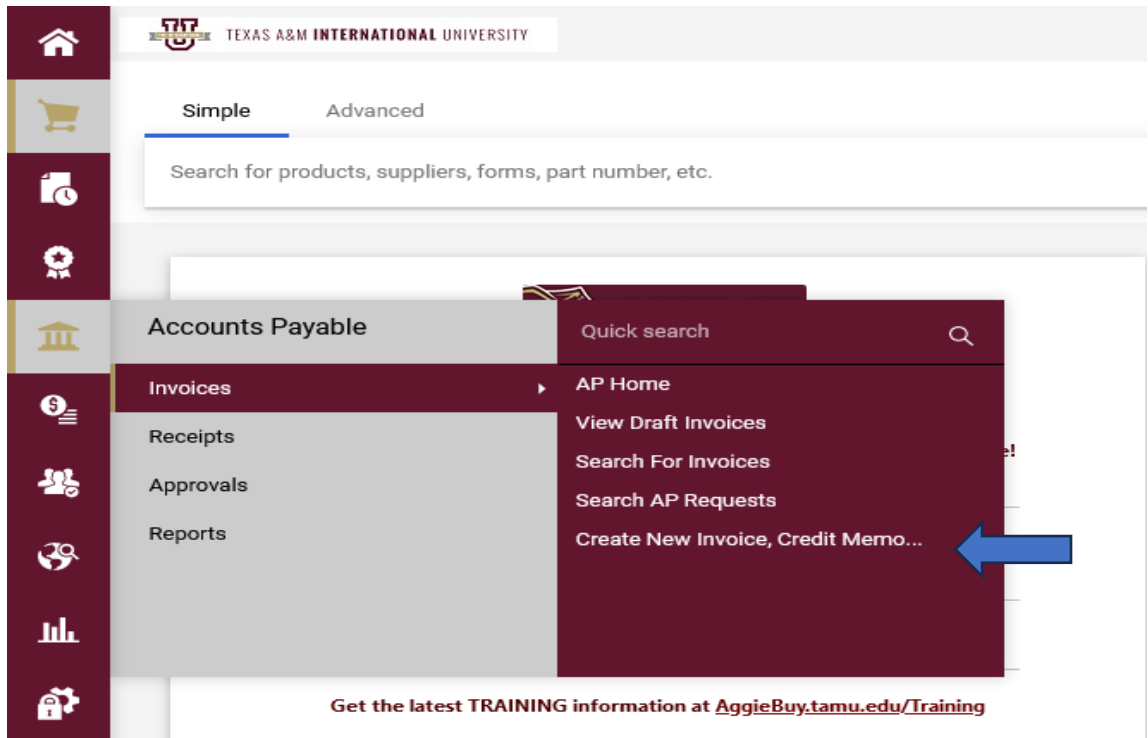 TEXAS A&M INTERNATIONAL UNIVERSITY
Simple Advanced
Search for products, suppliers, forms, part number, etc.
Accounts Payable
Quick search
Invoices
Receipts
Approvals
Reports
AP Home
View Draft Invoices
Search For Invoices
Search AP Requests
Create New Invoice, Credit Memo...
Get the latest TRAINING information at AggieBuy.tamu.edu/Training